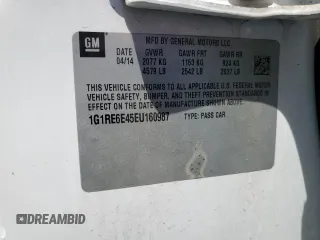 GM
MFD BY GENERAL MOTORS LLC
DATE GVWR GAWR FRT GAWR RR
04/14 2077 KG 1153 KG 924 KG
4579 LB 2542 LB 2037 LB
THIS VEHICLE CONFORMS TO ALL APPLICABLE U.S. FEDERAL MOTOR
VEHICLE SAFETY, BUMPER, AND THEFT PREVENTION STANDARDS
IN EFFECT ON THE DATE OF MANUFACTURE SHOWN ABOVE.
1G1RE6E45EU160987 TYPE: PASS CAR
DREAMBID